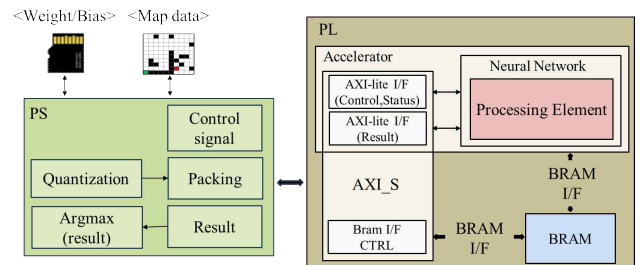 <Weight/Bias>
<Map data>
PS
Control
signal
Quantization
Packing
Argmax
(result)
Result
PL
Accelerator
AXI-lite I/F
(Control,Status)
AXI-lite I/F
(Result)
Neural Network
Processing Element
AXI_S
Bram I/F
CTRL
BRAM
I/F
BRAM
I/F
BRAM